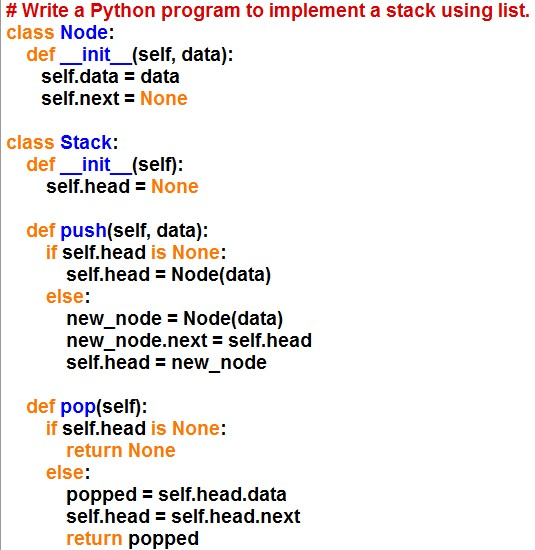 # Write a Python program to implement a stack using list.
class Node:
    def __init__(self, data):
        self.data = data
        self.next = None

class Stack:
    def __init__(self):
        self.head = None

    def push(self, data):
        if self.head is None:
            self.head = Node(data)
        else:
            new_node = Node(data)
            new_node.next = self.head
            self.head = new_node

    def pop(self):
        if self.head is None:
            return None
        else:
            popped = self.head.data
            self.head = self.head.next
            return popped